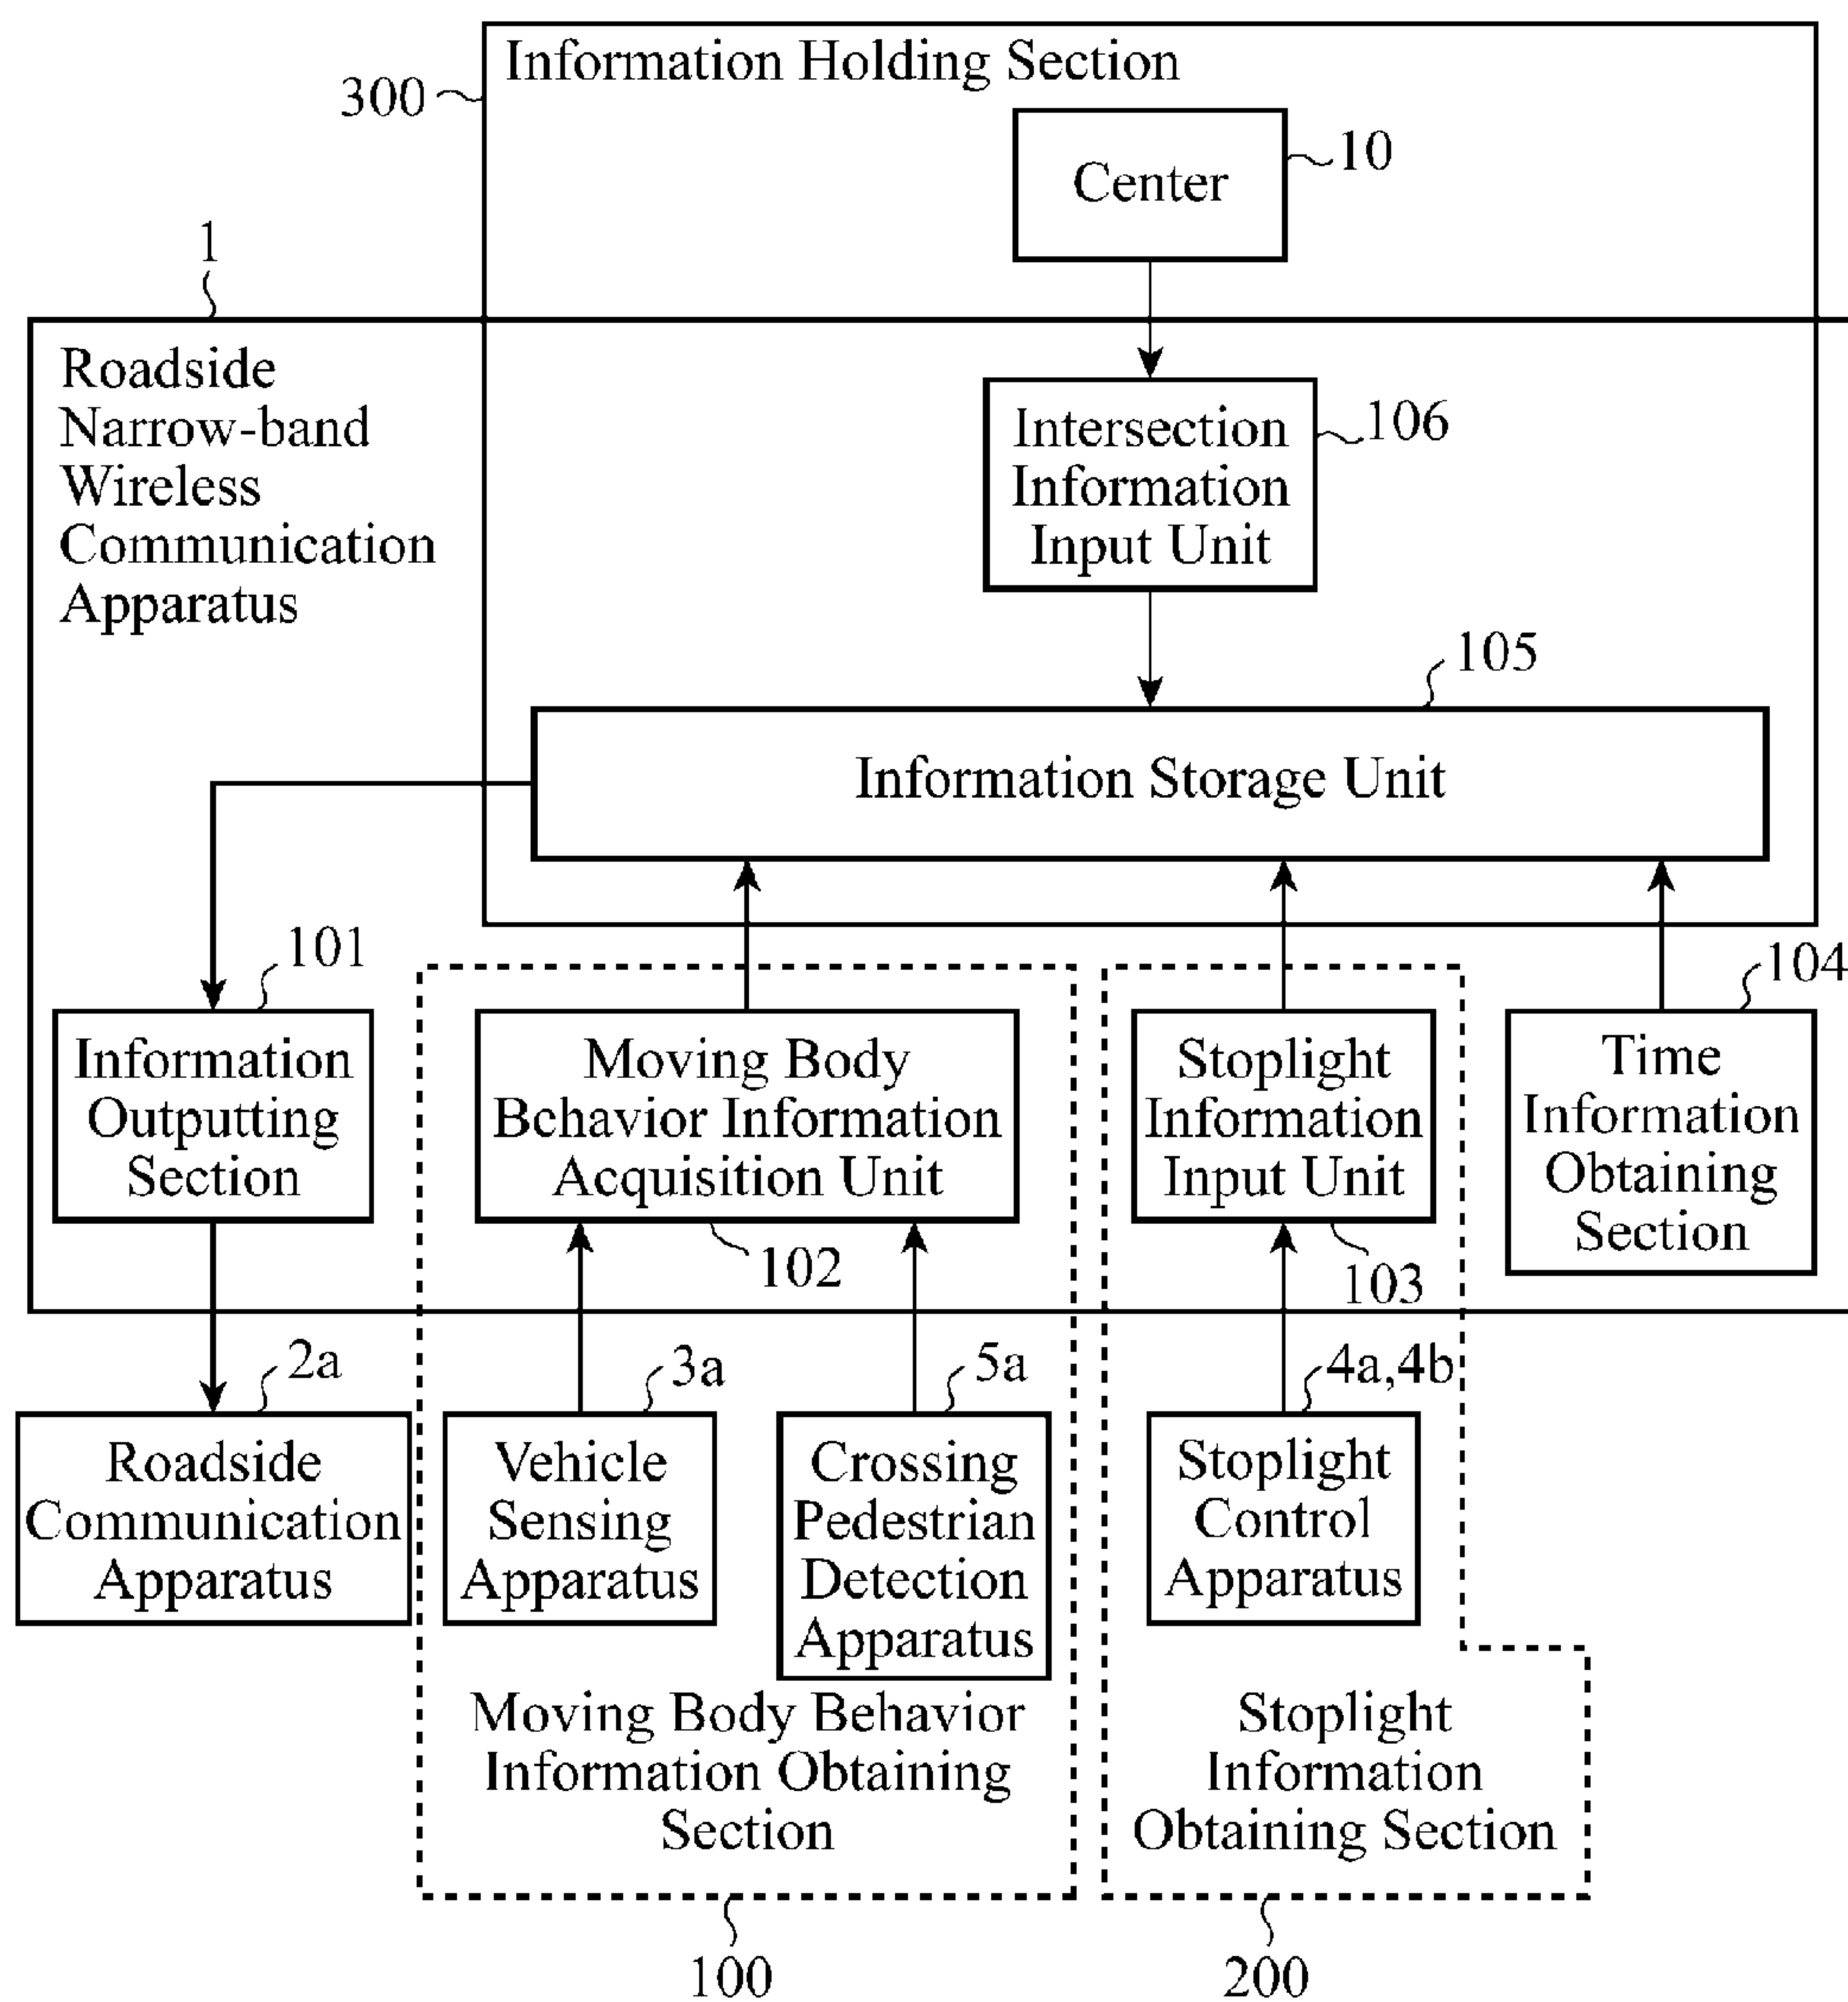 Information Holding Section
300
Center
10
1
Roadside
Narrow-band
Wireless
Communication
Apparatus
Intersection
Information
Input Unit
106
105
Information Storage Unit
101
Information
Outputting
Section
Moving Body
Bchavior Information
Acquisition Unit
102
Stoplight
Information
Input Unit
103
104
Time
Information
Obtaining
Section
2a
Roadside
Communication
Apparatus
3a
Vehicle
Sensing
Apparatus
5a
Crossing
Pedestrian
Detection
Apparatus
4a,4b
Stoplight
Control
Apparatus
Moving Body Behavior
Information Obtaining
Section
Stoplight
Information
Obtaining Section
100
200